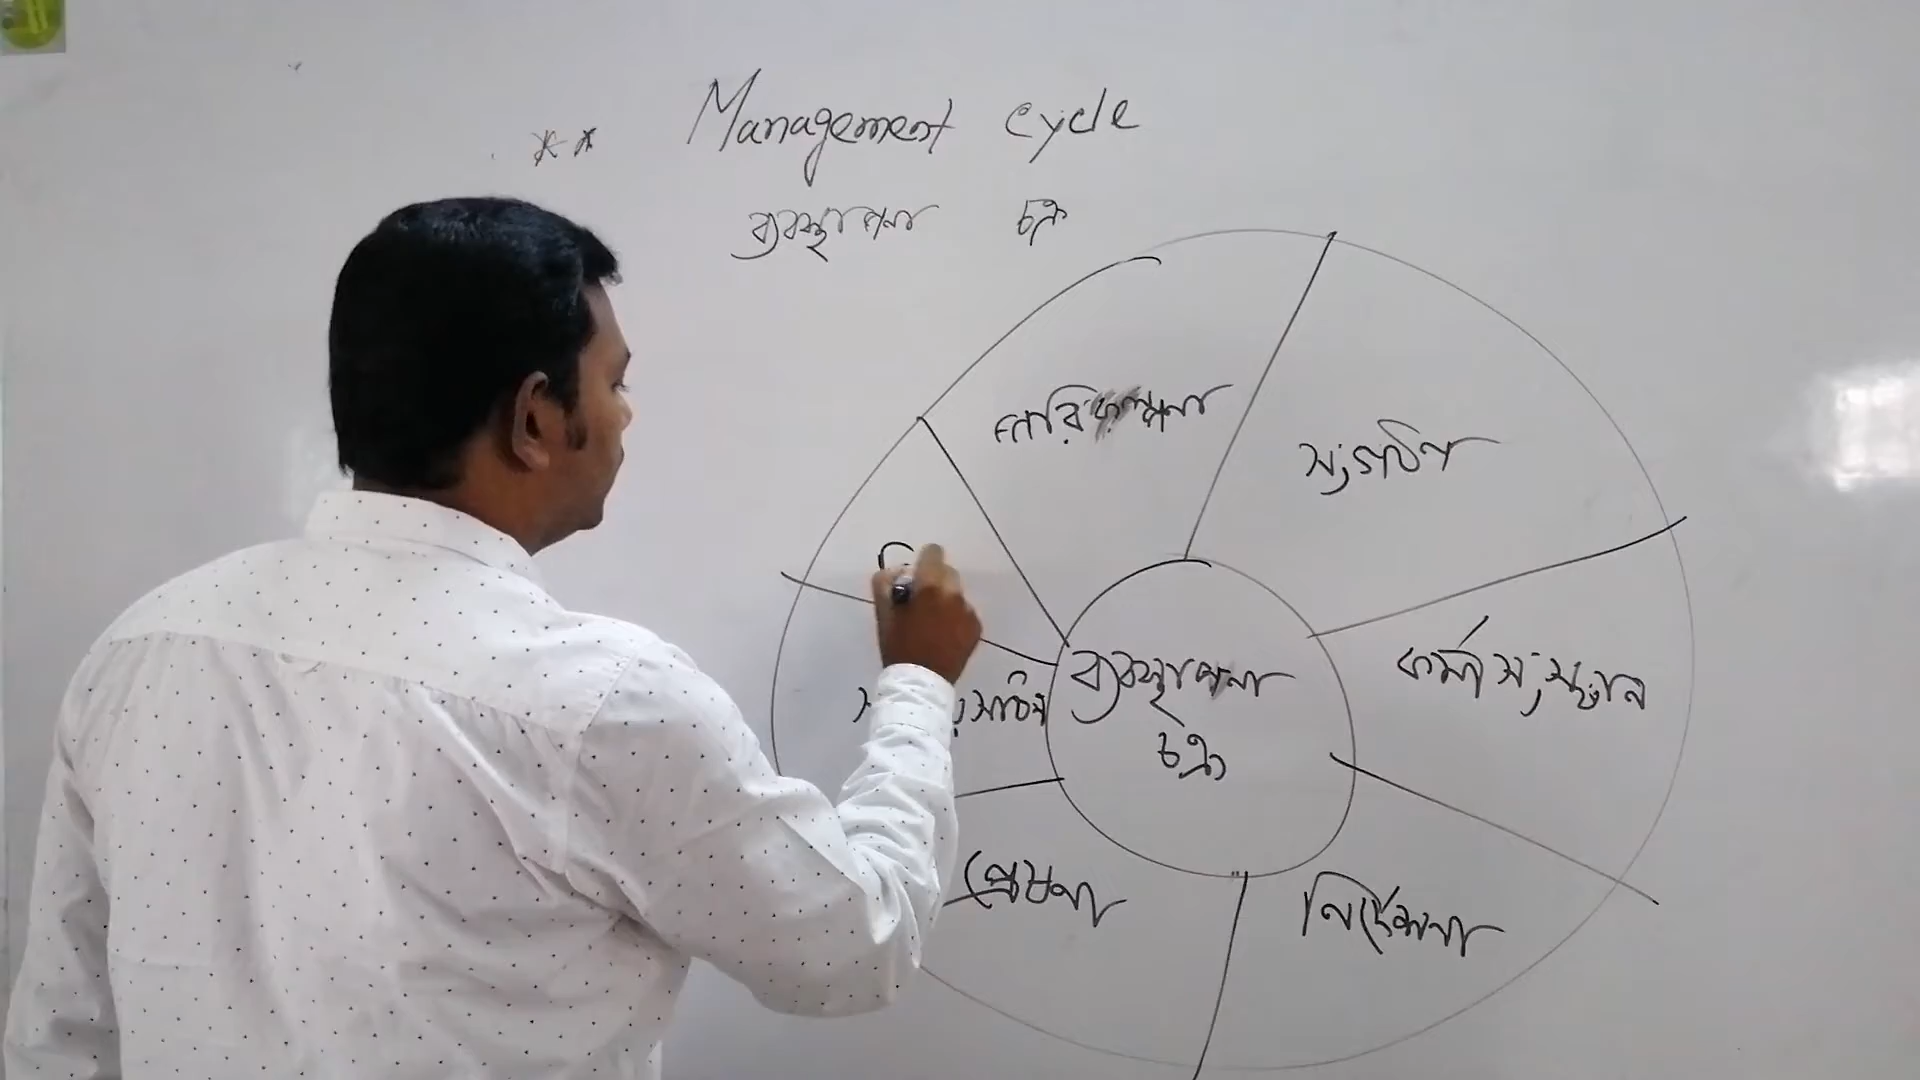 ** Management cycle
ব্যবস্থাপনা চক্র
পরিকল্পনা
সংগঠন
কর্মীসংস্থান
নির্দেশনা
প্রেষণা
ব্যবস্থাপনা
চক্র